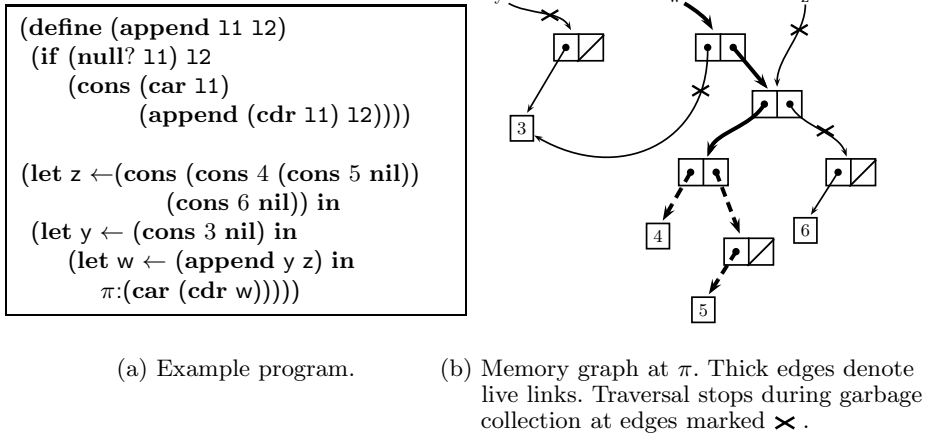 (define (append l1 l2)
(if (null? l1) l2
(cons (car l1)
(append (cdr l1) l2))))
(let z ←(cons (cons 4 (cons 5 nil))
(cons 6 nil)) in
(let y ← (cons 3 nil) in
(let w ← (append y z) in
π:(car (cdr w)))))
3
4
6
5
(a) Example program.
(b) Memory graph at π. Thick edges denote
live links. Traversal stops during garbage
collection at edges marked ✕ .